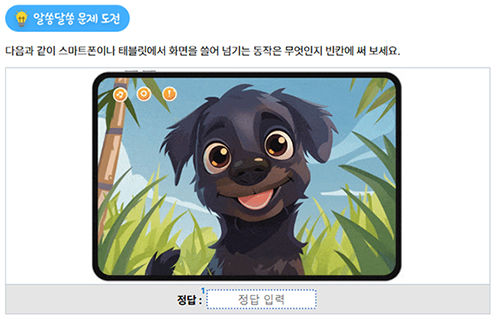 알쏭달쏭 문제 도전
다음과 같이 스마트폰이나 태블릿에서 화면을 쓸어 넘기는 동작은 무엇인지 빈칸에 써 보세요.
정답 : 1 정답 입력